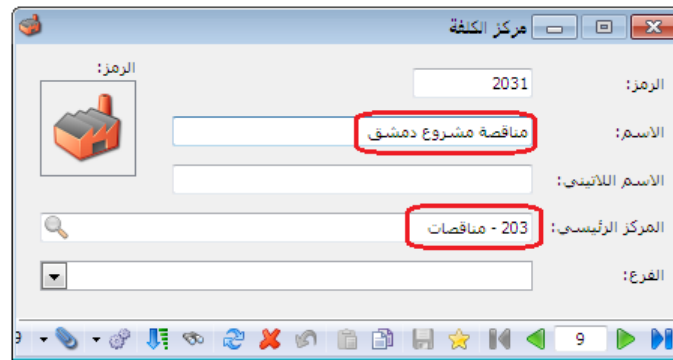 مركز الكلفة
الرمز:
الرمز: 2031
الاسم: مناقصة مشروع دمشق
الاسم اللاتيني:
المركز الرئيسي: 203 - مناقصات
الفرع:
9